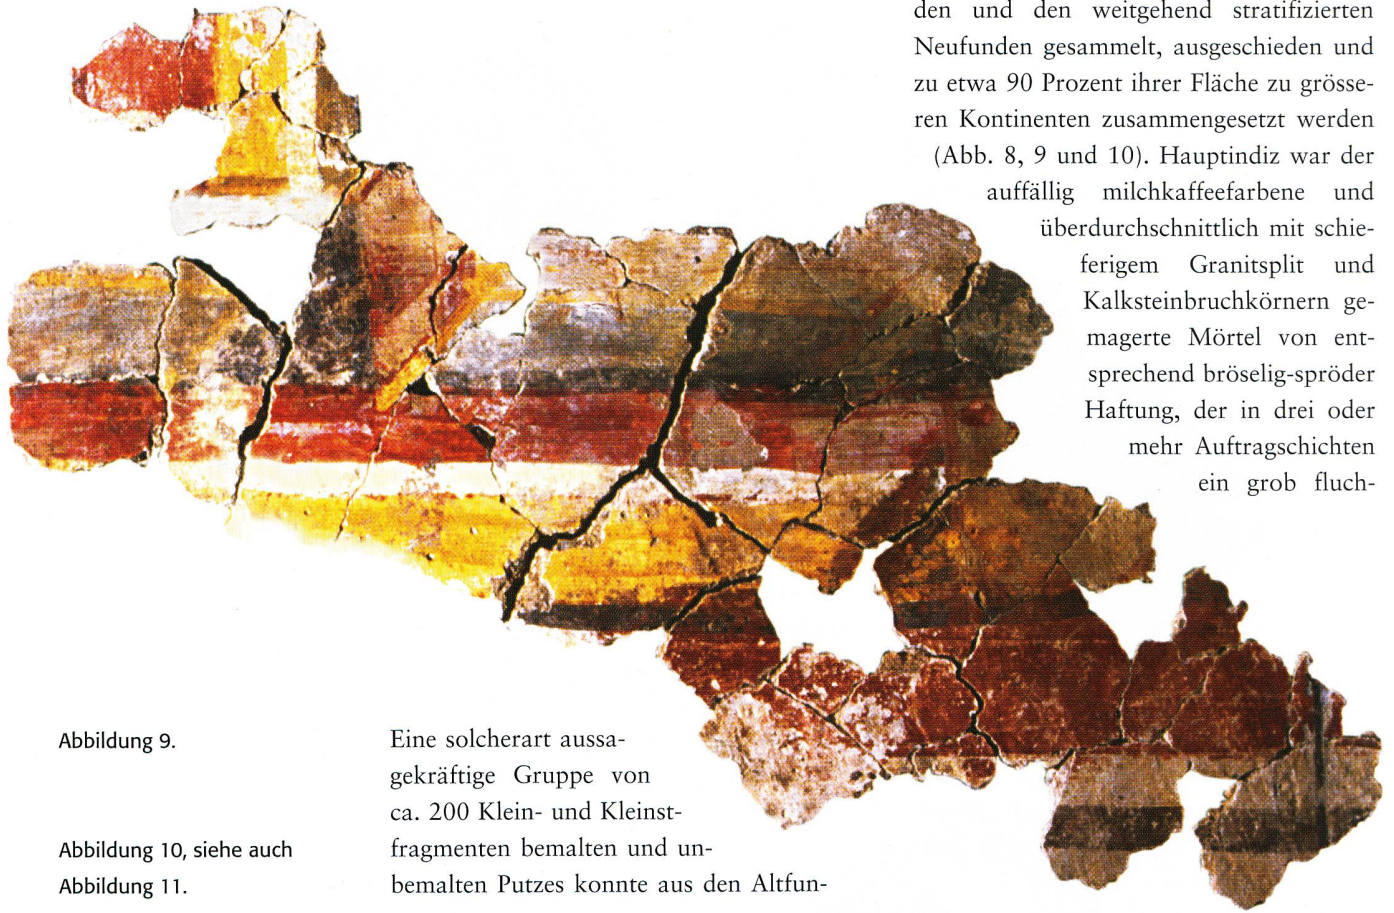 Abbildung 9.
Abbildung 10, siehe auch
Abbildung 11.
Eine solcherart aussa-
gekräftige Gruppe von
ca. 200 Klein- und Kleinst-
fragmenten bemalten und un-
bemalten Putzes konnte aus den Altfun-
den und den weitgehend stratifizierten
Neufunden gesammelt, ausgeschieden und
zu etwa 90 Prozent ihrer Fläche zu grösse-
ren Kontinenten zusammengesetzt werden
(Abb. 8, 9 und 10). Hauptindiz war der
auffällig milchkaffeefarbene und
überdurchschnittlich mit schie-
ferigem Granitsplit und
Kalksteinbruchkörnern ge-
magerte Mörtel von ent-
sprechend bröselig-spröder
Haftung, der in drei oder
mehr Auftragschichten
ein grob fluch-